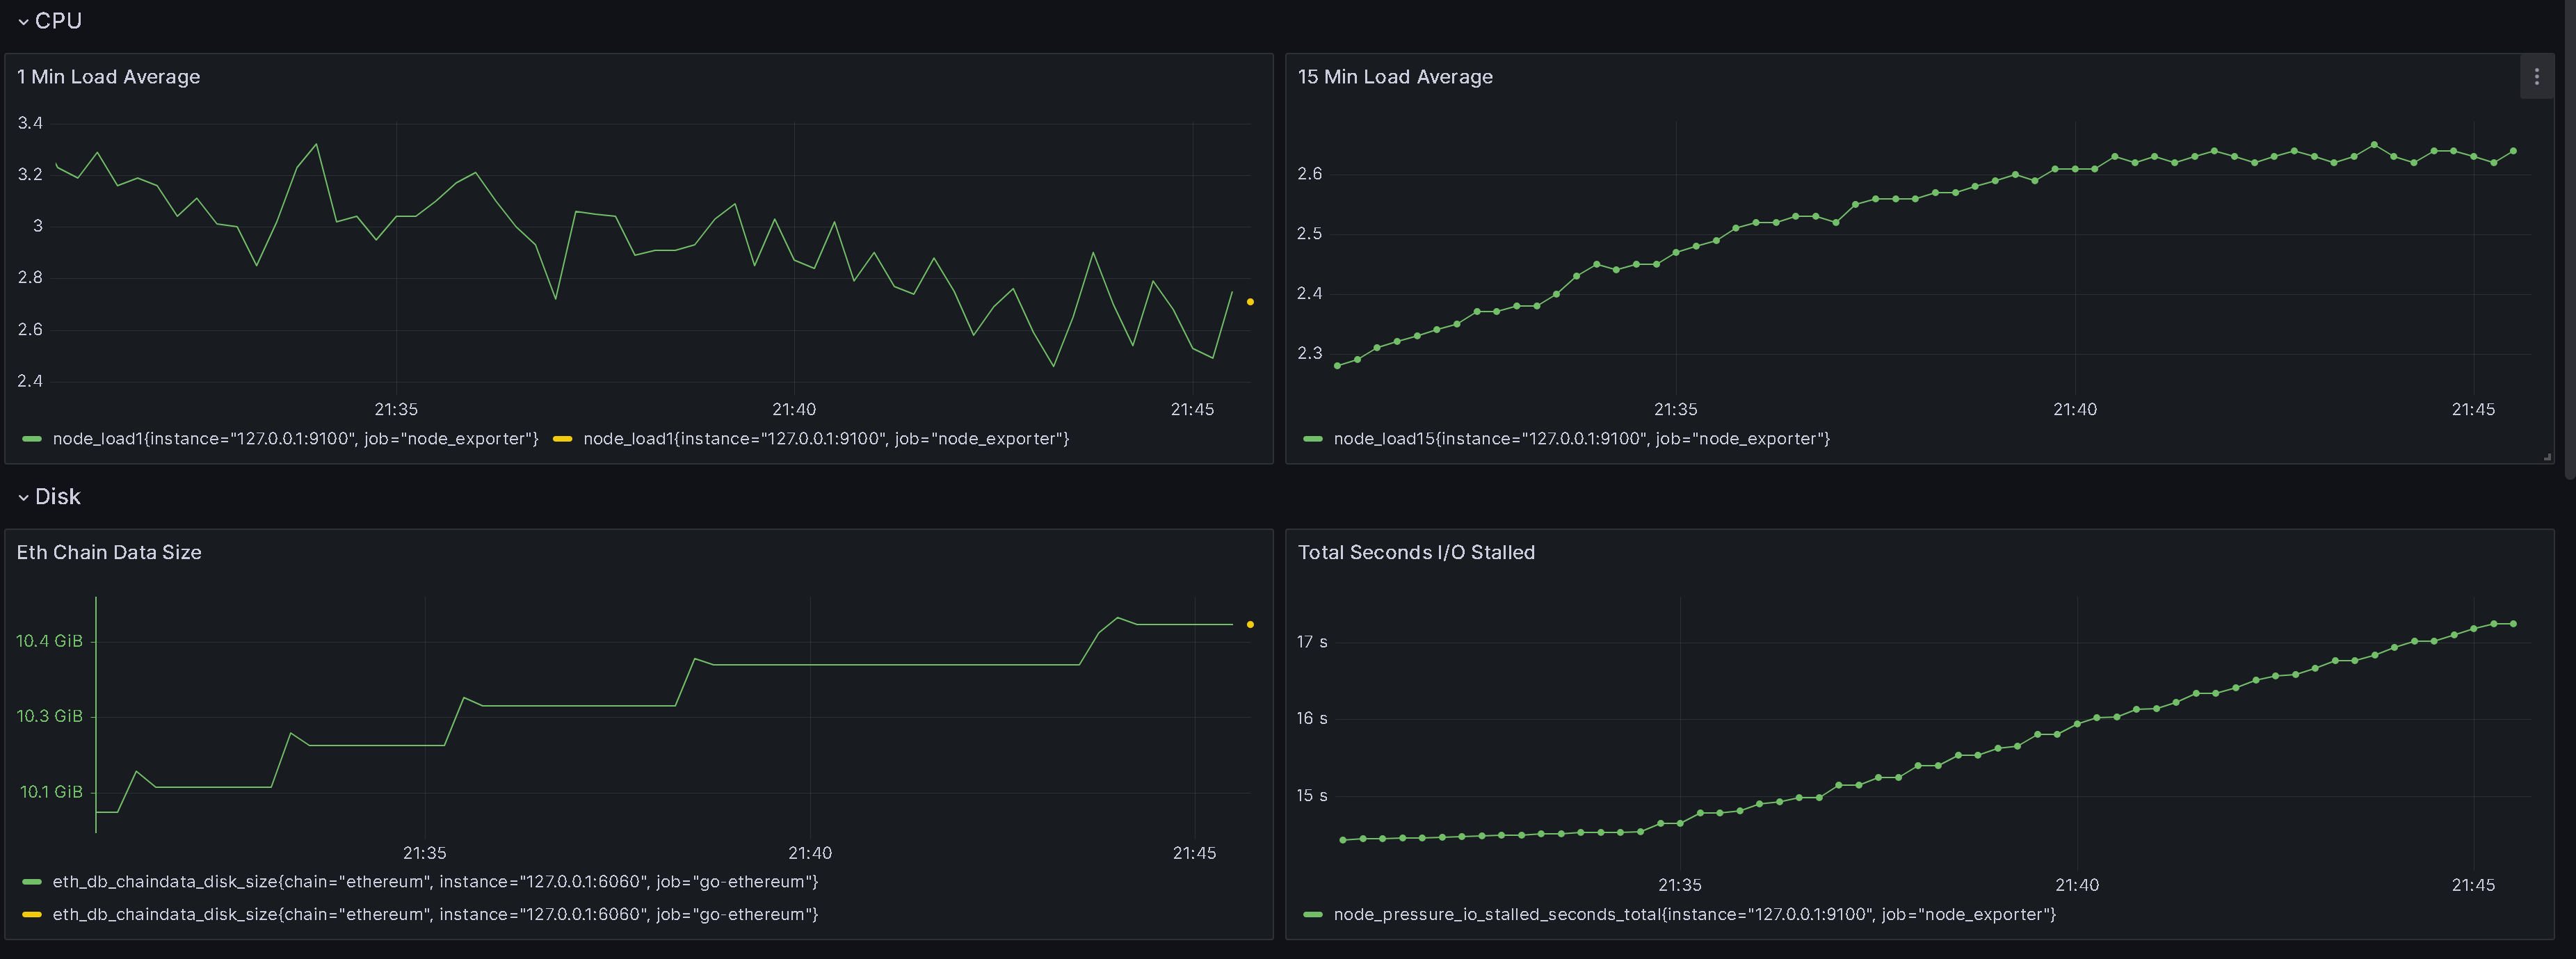 CPU
1 Min Load Average
3.4
3.2
3
2.8
2.6
2.4
21:35 21:40 21:45
node_load1{instance="127.0.0.1:9100", job="node_exporter"} node_load1{instance="127.0.0.1:9100", job="node_exporter"}
15 Min Load Average
2.6
2.5
2.4
2.3
21:35 21:40 21:45
node_load15{instance="127.0.0.1:9100", job="node_exporter"}
Disk
Eth Chain Data Size
10.4 GiB
10.3 GiB
10.1 GiB
21:35 21:40 21:45
eth_db_chaindata_disk_size{chain="ethereum", instance="127.0.0.1:6060", job="go-ethereum"}
eth_db_chaindata_disk_size{chain="ethereum", instance="127.0.0.1:6060", job="go-ethereum"}
Total Seconds I/O Stalled
17 s
16 s
15 s
21:35 21:40 21:45
node_pressure_io_stalled_seconds_total{instance="127.0.0.1:9100", job="node_exporter"}